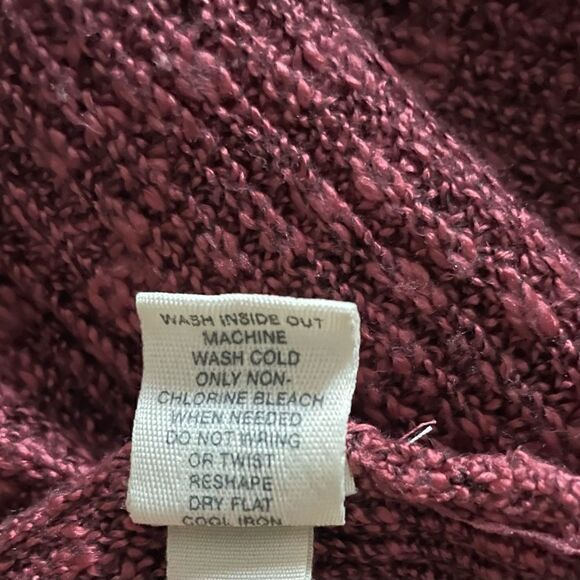 WASH INSIDE OUT
MACHINE
WASH COLD
ONLY NON-
CHLORINE BLEACH
WHEN NEEDED
DO NOT WRING
OR TWIST
RESHAPE
DRY FLAT
COOL IRON